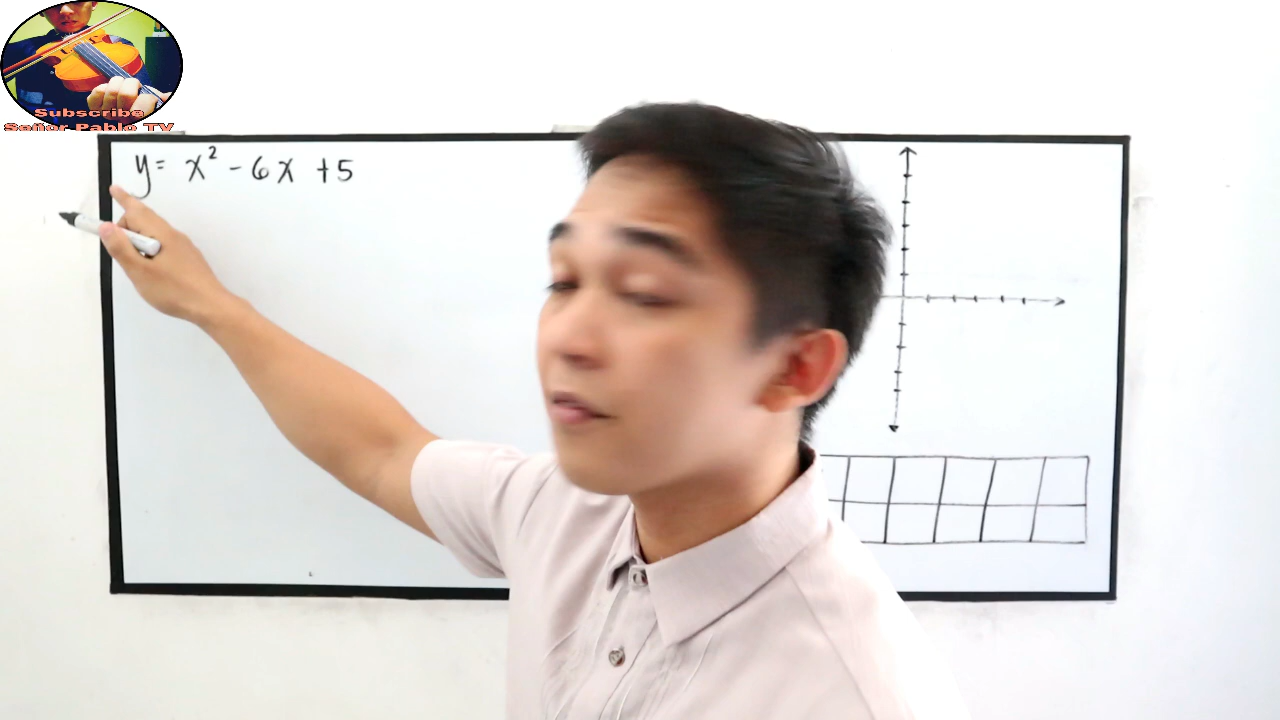 Subscribe
Señor Pablo TV
y = x² - 6x + 5